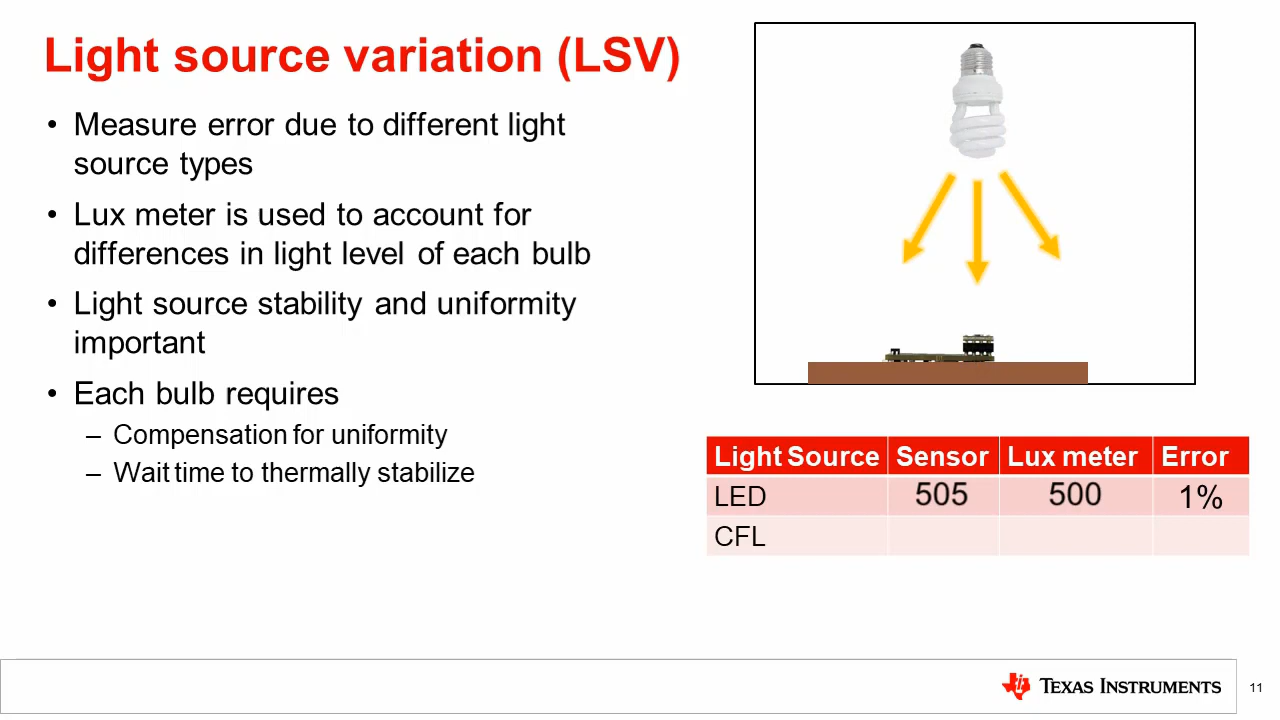 Light source variation (LSV)
• Measure error due to different light
source types
• Lux meter is used to account for
differences in light level of each bulb
• Light source stability and uniformity
important
• Each bulb requires
– Compensation for uniformity
– Wait time to thermally stabilize
Light Source Sensor Lux meter Error
LED 505 500 1%
CFL
TEXAS INSTRUMENTS
11